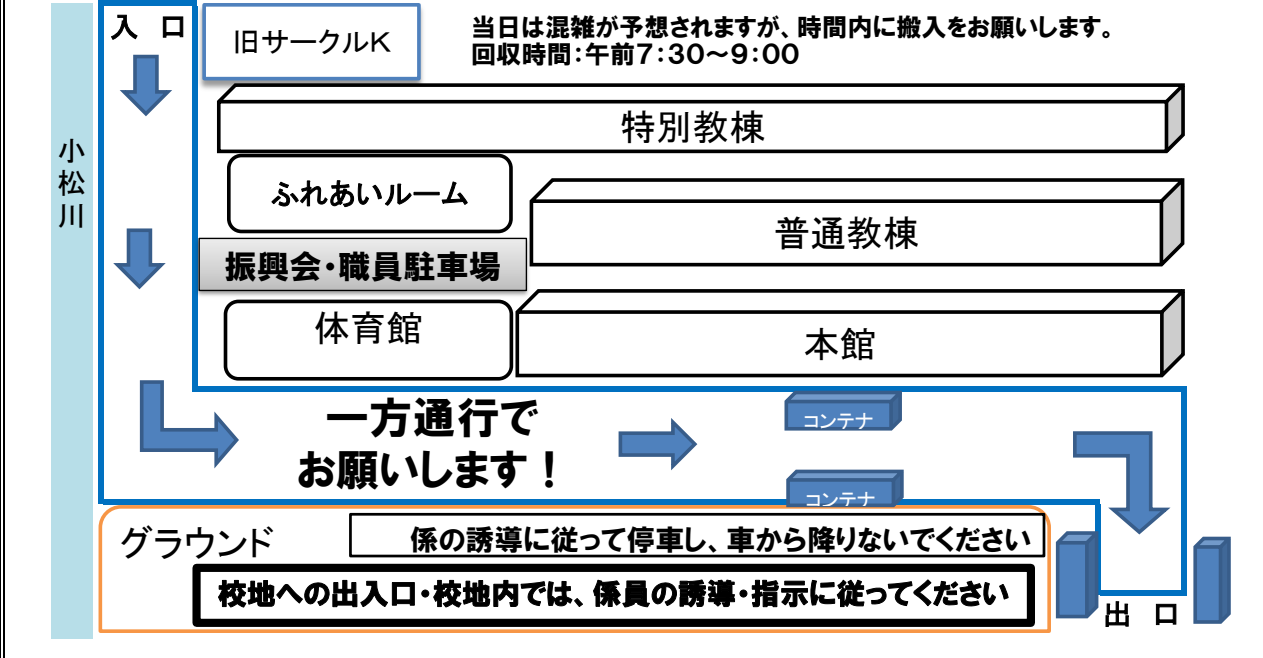 入 口
旧サークルK
当日は混雑が予想されますが、時間内に搬入をお願いします。
回収時間：午前7：30～9：00
小松川
特別教棟
ふれあいルーム
普通教棟
振興会・職員駐車場
体育館
本館
一方通行で
お願いします！
コンテナ
コンテナ
グラウンド
係の誘導に従って停車し、車から降りないでください
校地への出入口・校地内では、係員の誘導・指示に従ってください
出 口